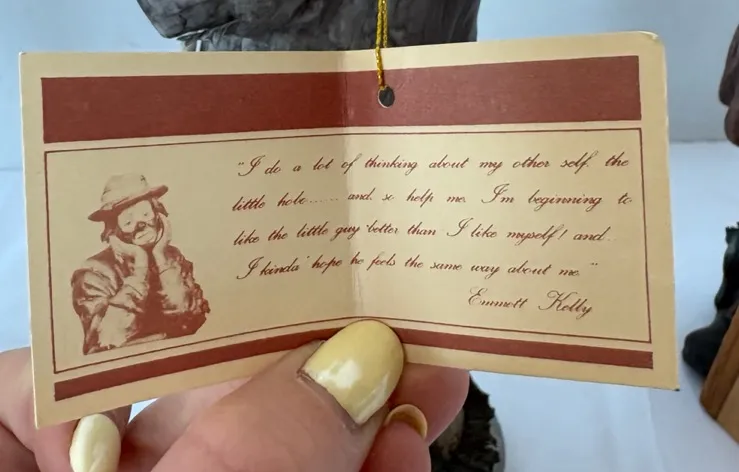 "I do a lot of thinking about my other self. the
little hole...... and. so help me. I'm beginning to
like the little guy better than I like myself! and..
I kinda' hope he feels the same way about me."
Emmett Kelly